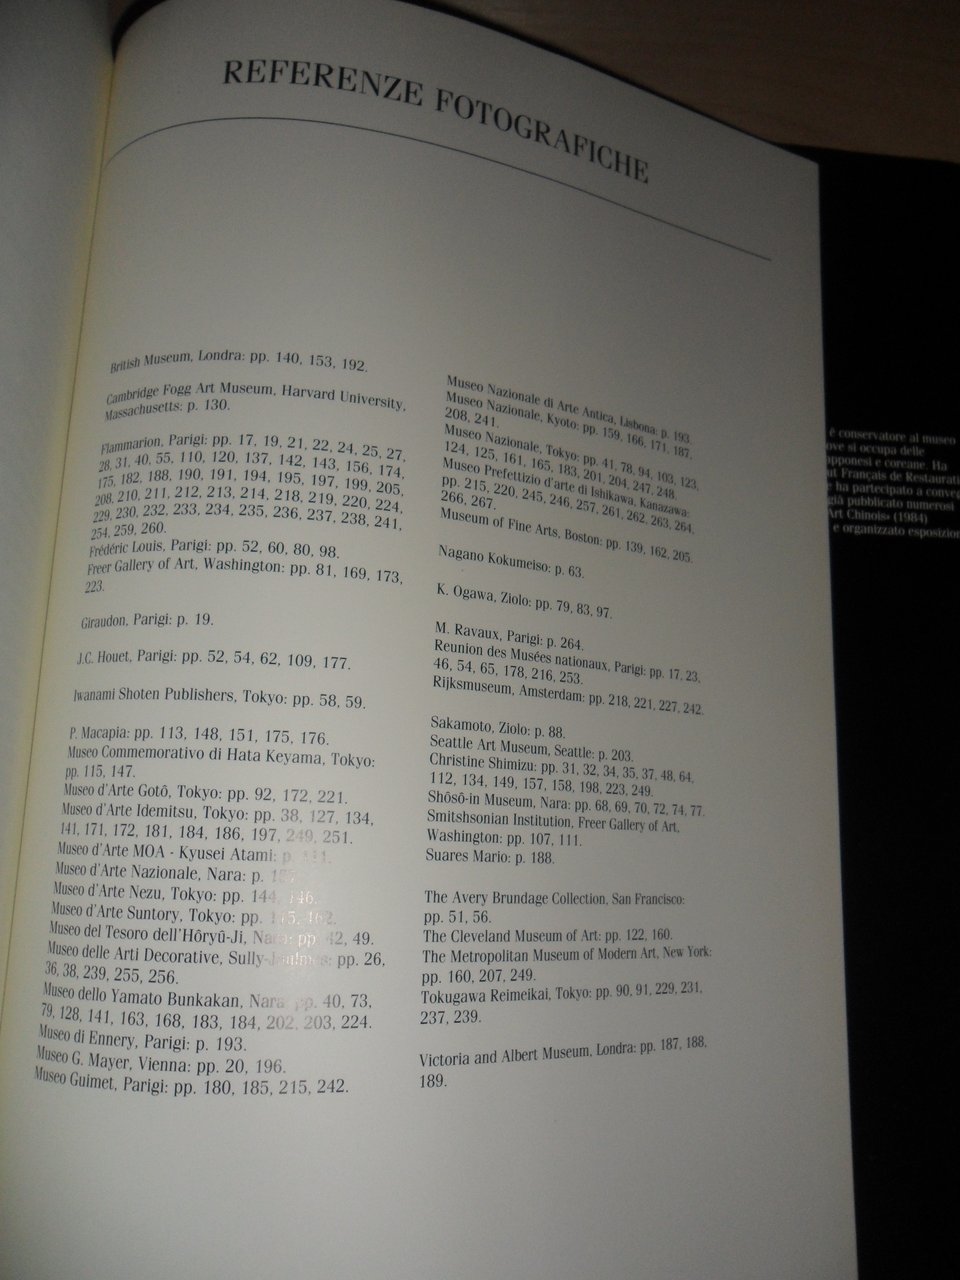 REFERENZE FOTOGRAFICHE
British Museum, Londra: pp. 140, 153, 192.
Cambridge Fogg Art Museum, Harvard University,
Massachusetts: p. 130.
Flammarion, Parigi: pp. 17, 19, 21, 22, 24, 25, 27,
28, 31, 40, 55, 110, 120, 137, 142, 143, 156, 174,
175, 182, 188, 190, 191, 194, 195, 197, 199, 205,
208, 210, 211, 212, 213, 214, 218, 219, 220, 224,
229, 230, 232, 233, 234, 235, 236, 237, 238, 241,
254, 259, 260.
Frédéric Louis, Parigi: pp. 52, 60, 80, 98.
Freer Gallery of Art, Washington: pp. 81, 169, 173,
223.
Giraudon, Parigi: p. 19.
J.C. Houet, Parigi: pp. 52, 54, 62, 109, 177.
Iwanami Shoten Publishers, Tokyo: pp. 58, 59.
P. Macapia: pp. 113, 148, 151, 175, 176.
Museo Commemorativo di Hata Keyama, Tokyo:
pp. 115, 147.
Museo d'Arte Gotô, Tokyo: pp. 92, 172, 221.
Museo d'Arte Idemitsu, Tokyo: pp. 38, 127, 134,
141, 171, 172, 181, 184, 186, 197, 249, 251.
Museo d'Arte MOA - Kyusei Atami: p.
Museo d'Arte Nazionale, Nara: p.
Museo d'Arte Nezu, Tokyo: pp. 144, 146.
Museo d'Arte Suntory, Tokyo: pp. 162.
Museo del Tesoro dell'Hôryû-Ji, Nara: pp. 42, 49.
Museo delle Arti Decorative, Sully-Jaulmes: pp. 26,
36, 38, 239, 255, 256.
Museo dello Yamato Bunkakan, Nara: pp. 40, 73,
79, 128, 141, 163, 168, 183, 184, 202, 203, 224.
Museo di Ennery, Parigi: p. 193.
Museo G. Mayer, Vienna: pp. 20, 196.
Museo Guimet, Parigi: pp. 180, 185, 215, 242.
Museo Nazionale di Arte Antica, Lisbona: p. 193.
Museo Nazionale, Kyoto: pp. 159, 166, 171, 187,
208, 241.
Museo Nazionale, Tokyo: pp. 41, 78, 94, 103, 123,
124, 125, 161, 165, 183, 201, 204, 247, 248.
Museo Prefettizio d'arte di Ishikawa, Kanazawa:
pp. 215, 220, 245, 246, 257, 261, 262, 263, 264,
266, 267.
Museum of Fine Arts, Boston: pp. 139, 162, 205.
Nagano Kokumeiso: p. 63.
K. Ogawa, Ziolo: pp. 79, 83, 97.
M. Ravaux, Parigi: p. 264.
Reunion des Musées nationaux, Parigi: pp. 17, 23,
46, 54, 65, 178, 216, 253.
Rijksmuseum, Amsterdam: pp. 218, 221, 227, 242.
Sakamoto, Ziolo: p. 88.
Seattle Art Museum, Seattle: p. 203.
Christine Shimizu: pp. 31, 32, 34, 35, 37, 48, 64,
112, 134, 149, 157, 158, 198, 223, 249.
Shôsô-in Museum, Nara: pp. 68, 69, 70, 72, 74, 77.
Smitshsonian Institution, Freer Gallery of Art,
Washington: pp. 107, 111.
Suares Mario: p. 188.
The Avery Brundage Collection, San Francisco:
pp. 51, 56.
The Cleveland Museum of Art: pp. 122, 160.
The Metropolitan Museum of Modern Art, New York:
pp. 160, 207, 249.
Tokugawa Reimeikai, Tokyo: pp. 90, 91, 229, 231,
237, 239.
Victoria and Albert Museum, Londra: pp. 187, 188,
189.
è conservatore al museo
ove si occupa delle
apponesi e coreane. Ha
ut Français de Restaurati
e ha partecipato a conveg
già pubblicato numerosi
Art Chinois» (1984)
e organizzato esposizion